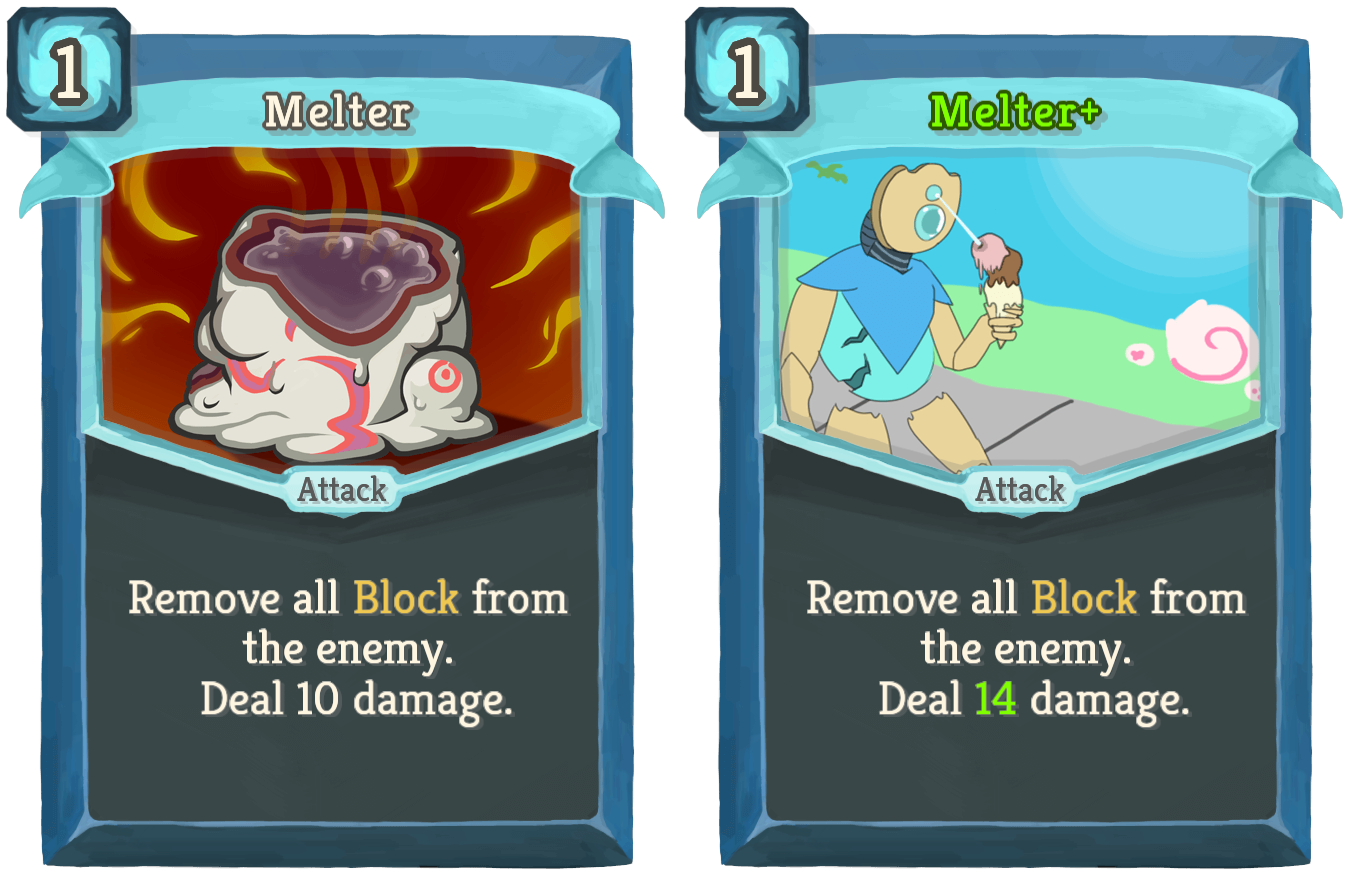 1
Melter
Attack
Remove all Block from
the enemy.
Deal 10 damage.
1
Melter+
Attack
Remove all Block from
the enemy.
Deal 14 damage.